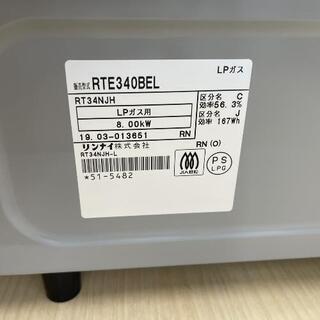 販売型式 RTE340BEL
LPガス
RT34NJH
LPガス用
8.00kW
19.03-013651 RN
リンナイ株式会社
RT34NJH-L
*51-5482
区分名 C
効率56.3%
区分名 J
効率 167Wh
RN(O)
JIA認証
PS
LPG